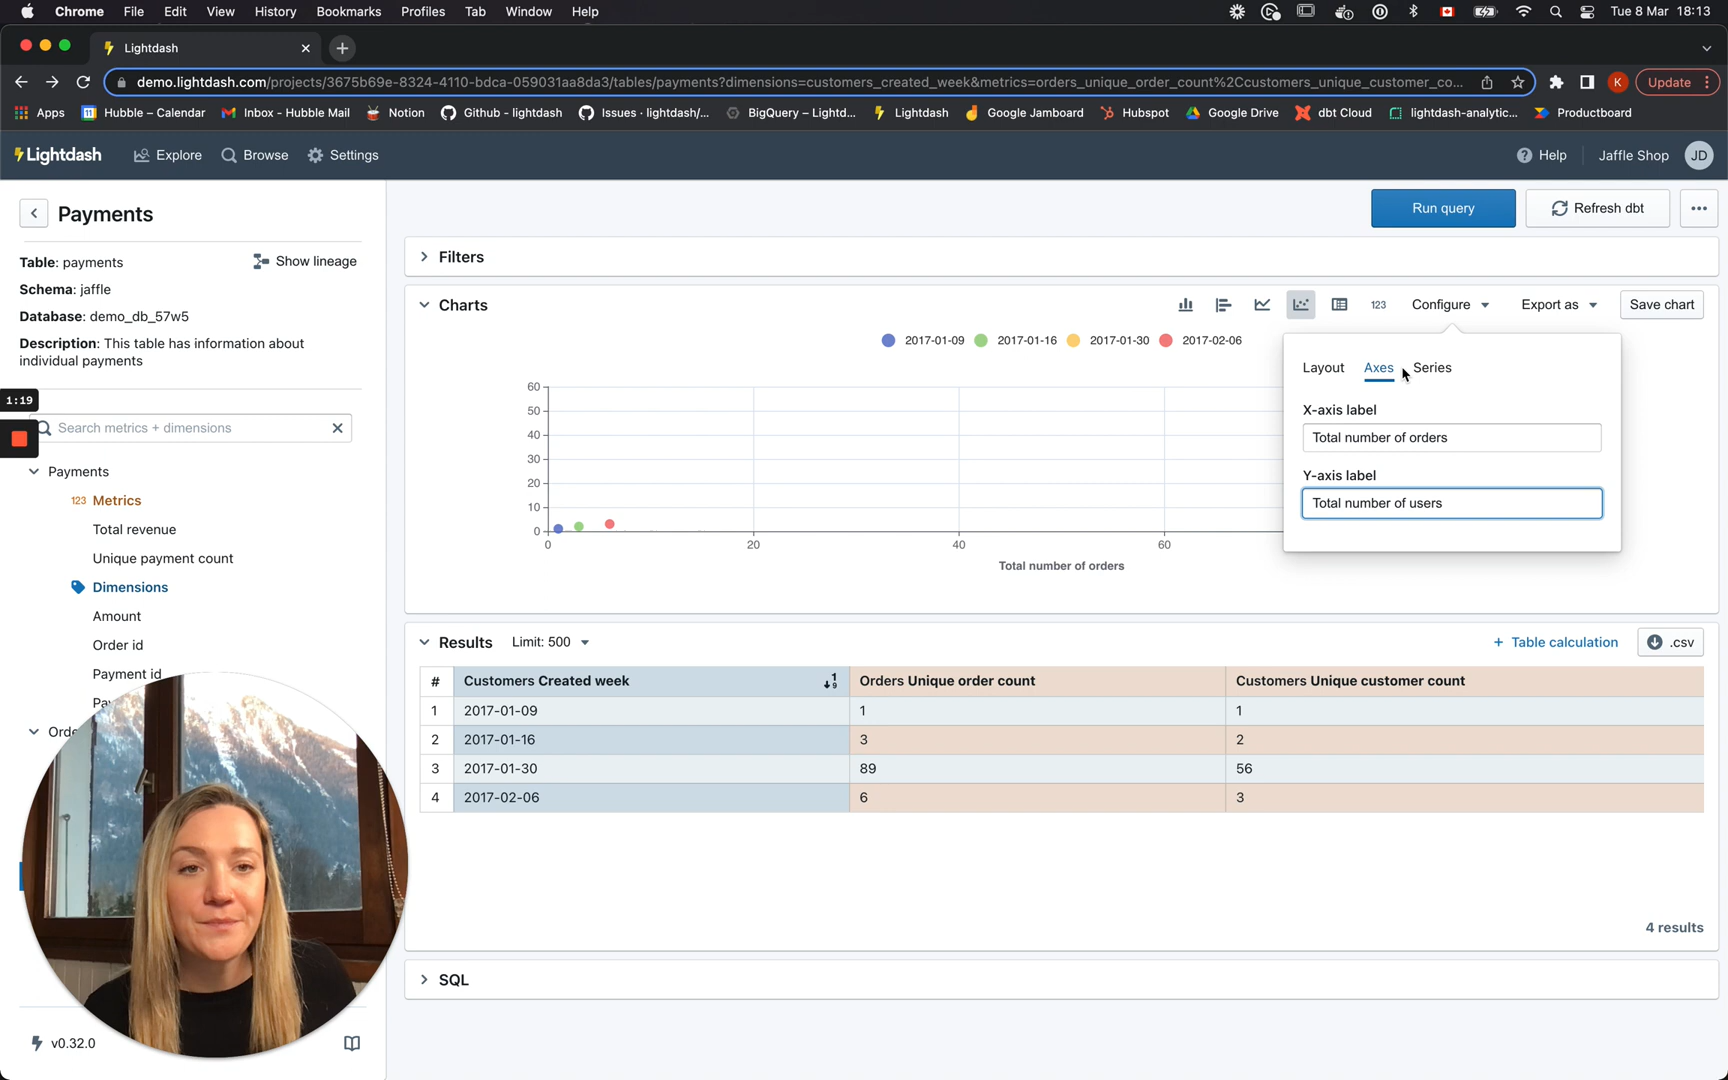 Chrome File Edit View History Bookmarks Profiles Tab Window Help Tue 8 Mar 18:13
Lightdash
demo.lightdash.com/projects/3675b69e-8324-4110-bdca-059031aa8da3/tables/payments?dimensions=customers_created_week&metrics=orders_unique_order_count%2Ccustomers_unique_customer_co... K Update
Apps Hubble – Calendar Inbox - Hubble Mail Notion Github - lightdash Issues · lightdash/... BigQuery – Lightd... Lightdash Google Jamboard Hubspot Google Drive dbt Cloud lightdash-analytic... Productboard
Lightdash Explore Browse Settings Help Jaffle Shop JD
Payments
Table: payments Show lineage
Schema: jaffle
Database: demo_db_57w5
Description: This table has information about
individual payments
1:19
Search metrics + dimensions
Payments
123 Metrics
Total revenue
Unique payment count
Dimensions
Amount
Order id
Payment id
Pa
Orde
v0.32.0
Run query Refresh dbt
Filters
Charts 123 Configure Export as Save chart
2017-01-09 2017-01-16 2017-01-30 2017-02-06
60
50
40
30
20
10
0
0 20 40 60
Total number of orders
Layout Axes Series
X-axis label
Total number of orders
Y-axis label
Total number of users
Results Limit: 500 + Table calculation .csv
# Customers Created week Orders Unique order count Customers Unique customer count
1 2017-01-09 1 1
2 2017-01-16 3 2
3 2017-01-30 89 56
4 2017-02-06 6 3
4 results
SQL